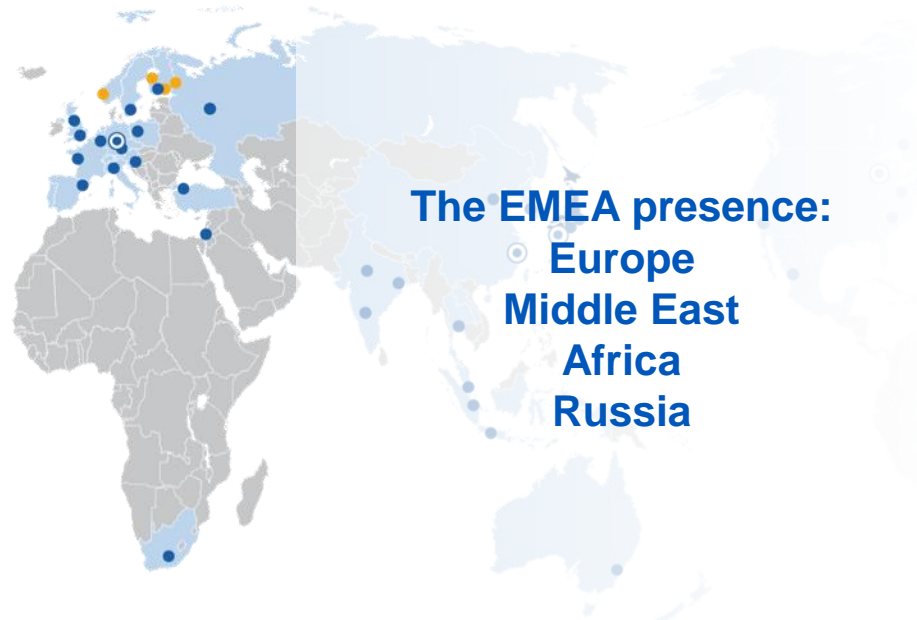 The EMEA presence:
Europe
Middle East
Africa
Russia